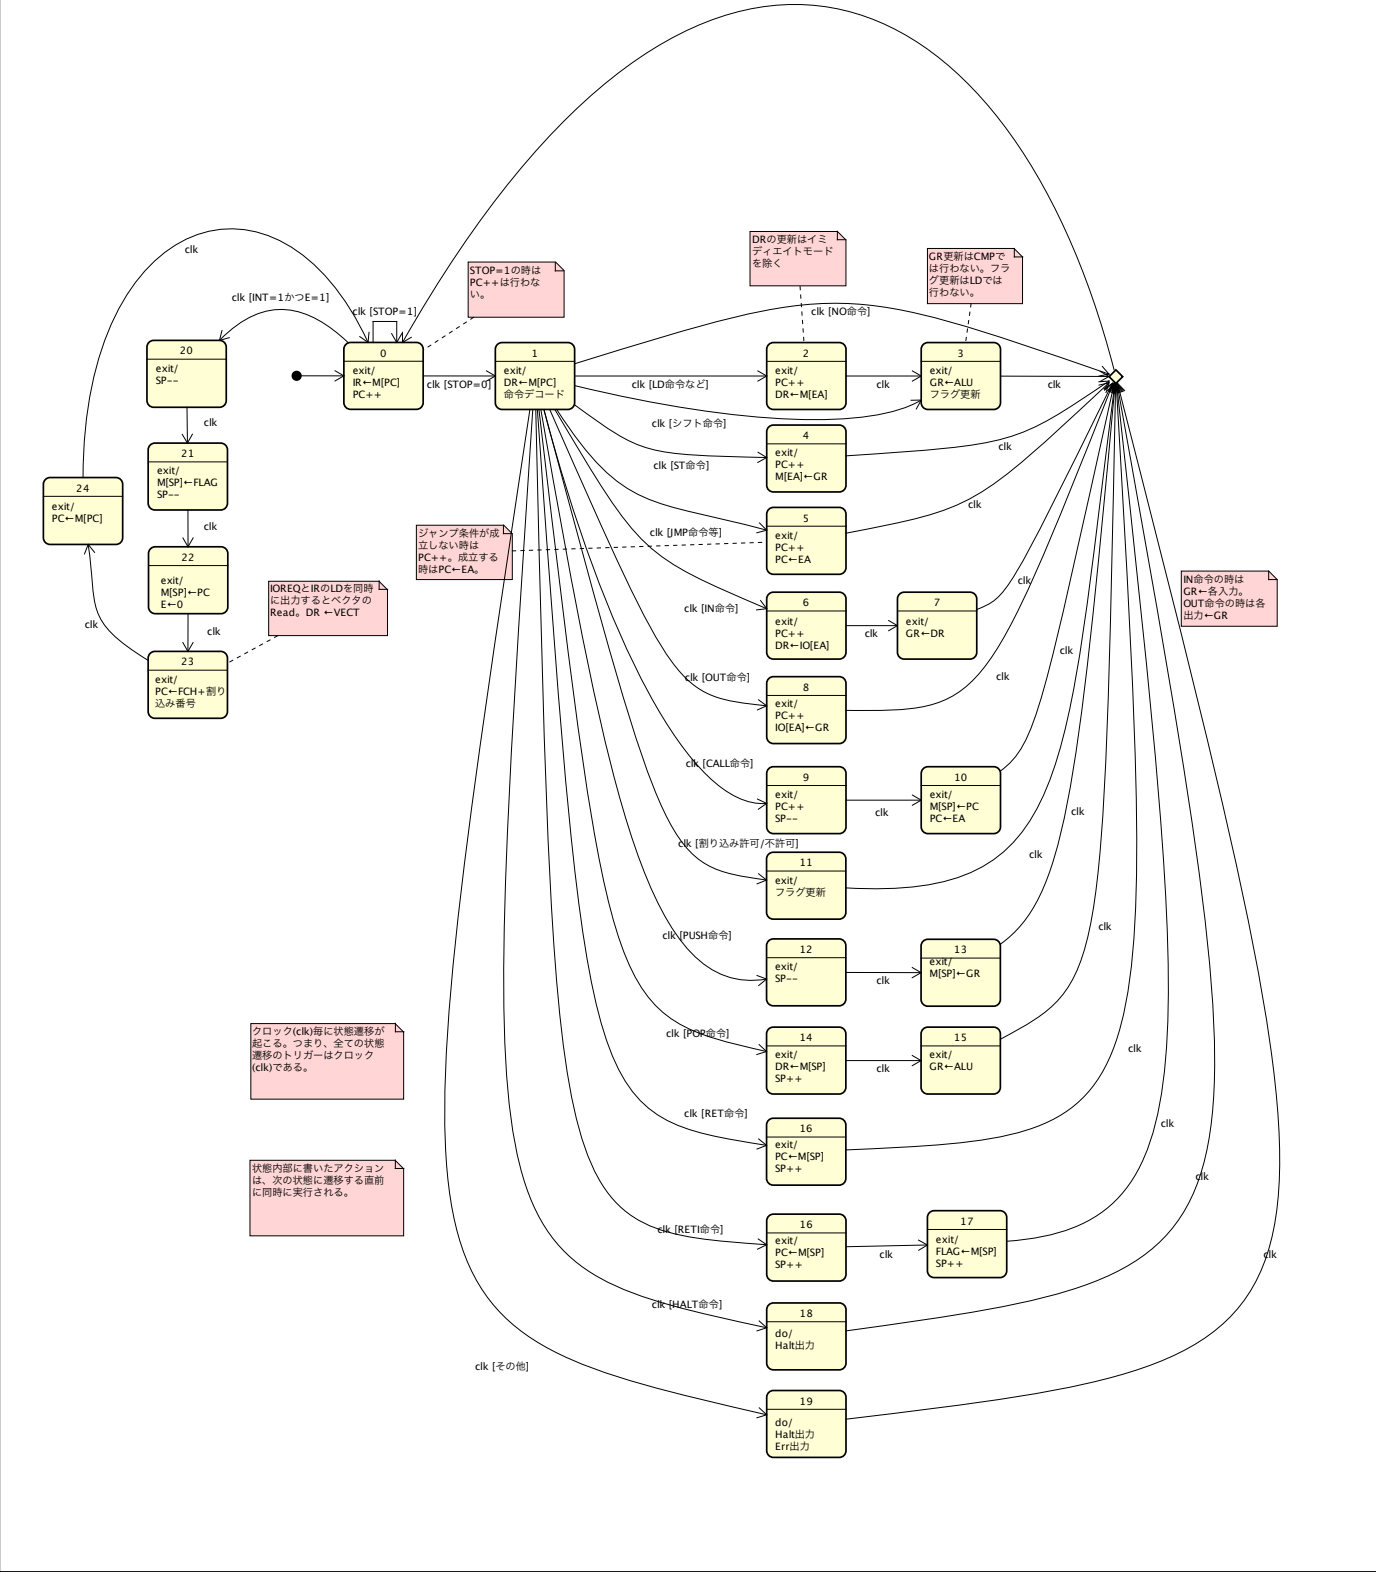 clk
clk [INT=1かつE=1]
clk [STOP=1]
STOP=1の時は
PC++は行わな
い。
DRの更新はイミ
ディエイトモード
を除く
GR更新はCMPで
は行わない。フラ
グ更新はLDでは
行わない。
clk [NO命令]
20
exit/
SP--
0
exit/
IR←M[PC]
PC++
clk [STOP=0]
1
exit/
DR←M[PC]
命令デコード
clk [LD命令など]
2
exit/
PC++
DR←M[EA]
clk
3
exit/
GR←ALU
フラグ更新
clk
clk
clk [シフト命令]
21
exit/
M[SP]←FLAG
SP--
clk [ST命令]
4
exit/
PC++
M[EA]←GR
clk
24
exit/
PC←M[PC]
clk
ジャンプ条件が成
立しない時は
PC++。成立する
時はPC←EA。
clk [JMP命令等]
5
exit/
PC++
PC←EA
clk
22
exit/
M[SP]←PC
E←0
IOREQとIRのLDを同時
に出力するとベクタの
Read。DR ←VECT
clk
clk
clk [IN命令]
6
exit/
PC++
DR←IO[EA]
clk
7
exit/
GR←DR
clk
IN命令の時は
GR←各入力。
OUT命令の時は各
出力←GR
23
exit/
PC←FCH+割り
込み番号
clk [OUT命令]
8
exit/
PC++
IO[EA]←GR
clk
clk
clk [CALL命令]
9
exit/
PC++
SP--
clk
10
exit/
M[SP]←PC
PC←EA
clk
clk [割り込み許可/不許可]
11
exit/
フラグ更新
clk
clk [PUSH命令]
12
exit/
SP--
clk
13
exit/
M[SP]←GR
clk
クロック(clk)毎に状態遷移が
起こる。つまり、全ての状態
遷移のトリガーはクロック
(clk)である。
clk [POP命令]
14
exit/
DR←M[SP]
SP++
clk
15
exit/
GR←ALU
clk
clk [RET命令]
16
exit/
PC←M[SP]
SP++
clk
状態内部に書いたアクション
は、次の状態に遷移する直前
に同時に実行される。
clk
clk [RETI命令]
16
exit/
PC←M[SP]
SP++
clk
17
exit/
FLAG←M[SP]
SP++
clk
clk [HALT命令]
18
do/
Halt出力
clk [その他]
19
do/
Halt出力
Err出力